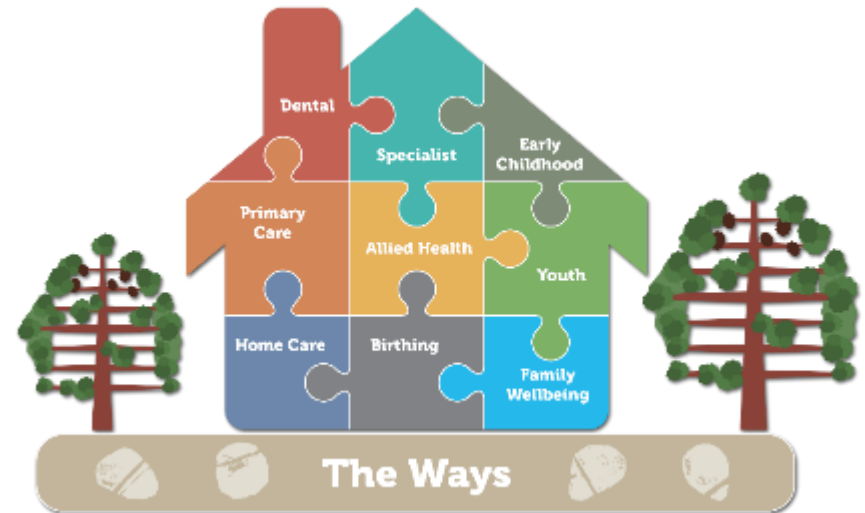 Dental
Specialist
Early
Childhood
Primary
Care
Allied Health
Youth
Home Care
Birthing
Family
Wellbeing
The Ways